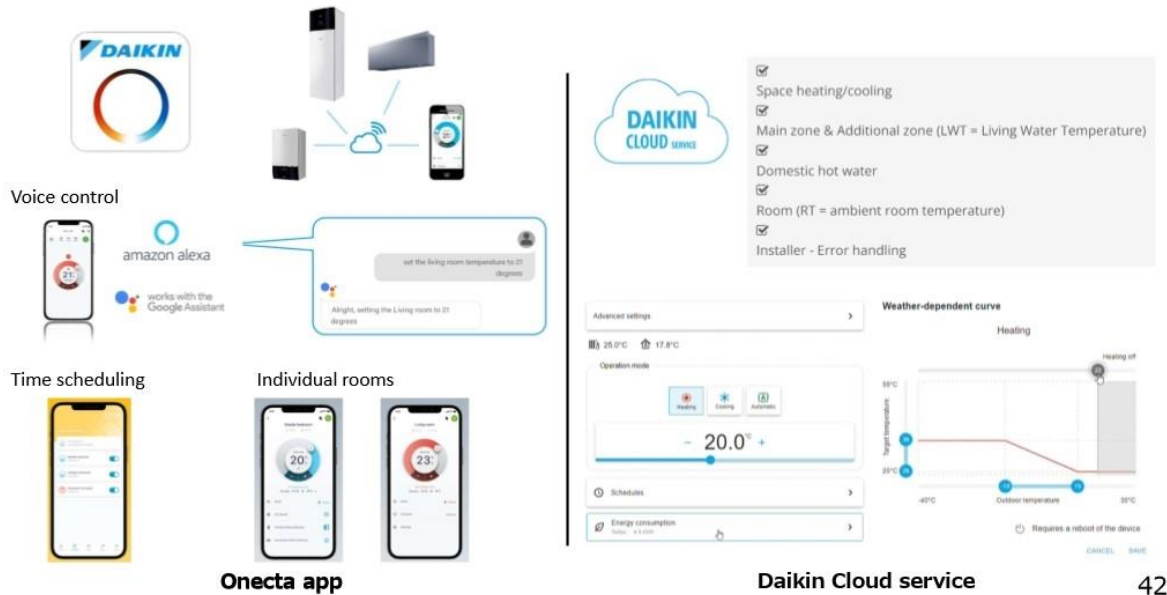 DAIKIN
Voice control
21
amazon alexa
works with the
Google Assistant
set the living room temperature to 21
degrees
Alright, setting the Living room to 21
degrees
Time scheduling
Individual rooms
20
Living room
23
Onecta app
DAIKIN
CLOUD SERVICE
Space heating/cooling
Main zone & Additional zone (LWT = Living Water Temperature)
Domestic hot water
Room (RT = ambient room temperature)
Installer - Error handling
Advanced settings
25.0°C 17.8°C
Operation mode
Heating Cooling Automatic
- 20.0°C +
Schedules
Energy consumption
Weather-dependent curve
Heating
Heating off
Target temperature
-40°C Outdoor temperature 30°C
Requires a reboot of the device
CANCEL SAVE
Daikin Cloud service
42